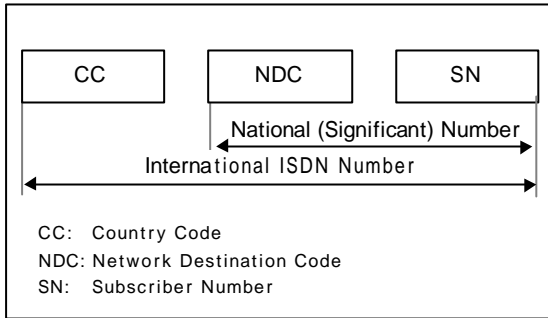 CC NDC SN
National (Significant) Number
International ISDN Number
CC: Country Code
NDC: Network Destination Code
SN: Subscriber Number